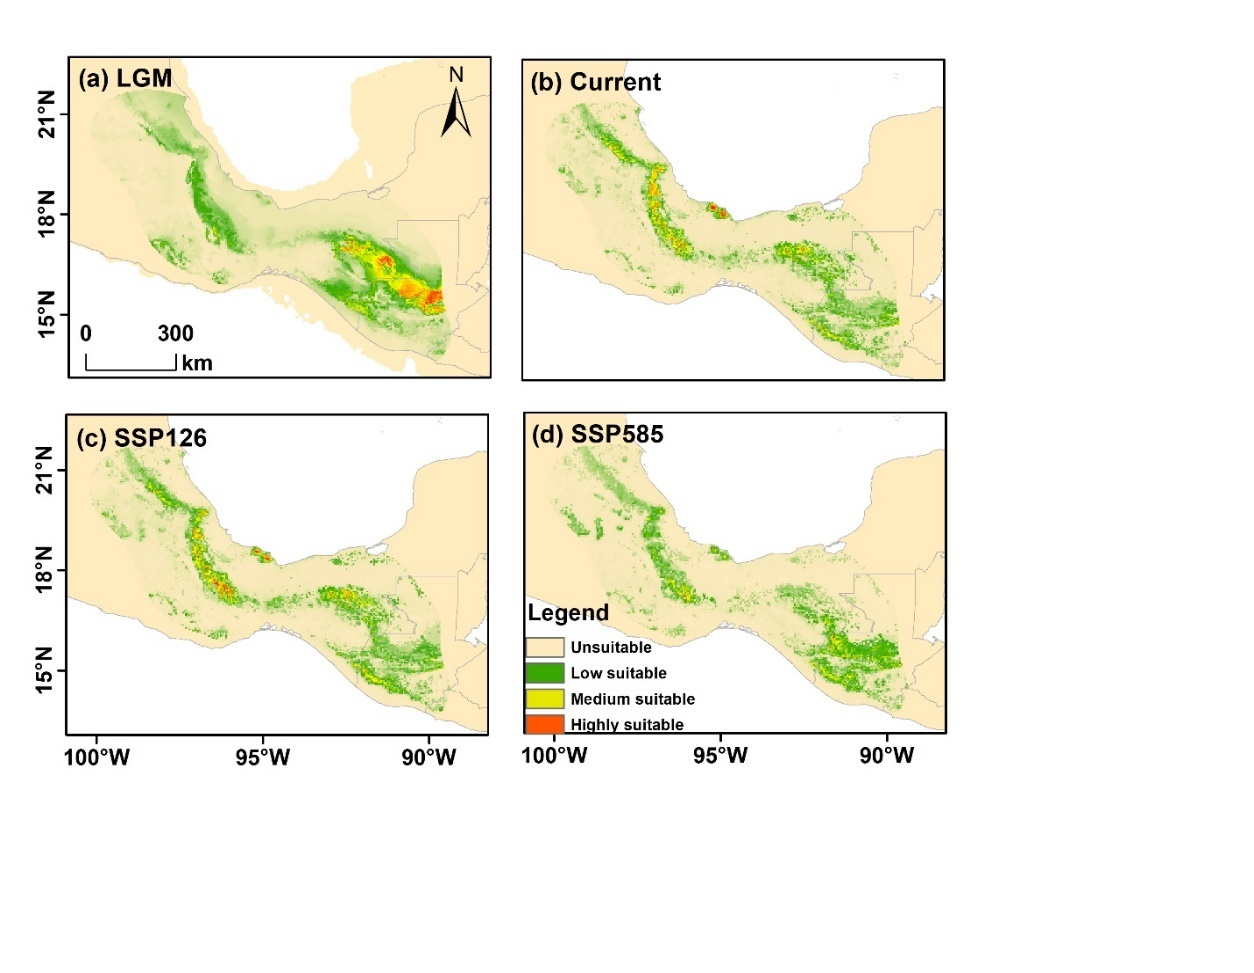 (a) LGM
N
21°N
18°N
15°N
0 300
km
(b) Current
(c) SSP126
21°N
18°N
15°N
100°W 95°W 90°W
(d) SSP585
Legend
Unsuitable
Low suitable
Medium suitable
Highly suitable
100°W 95°W 90°W